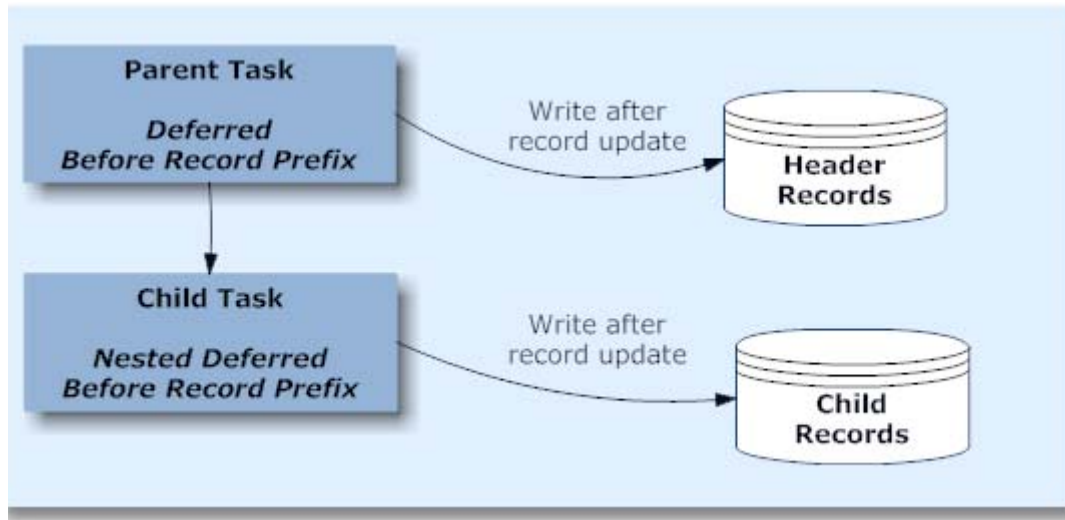 Parent Task
Deferred
Before Record Prefix
Write after
record update
Header
Records
Child Task
Nested Deferred
Before Record Prefix
Write after
record update
Child
Records